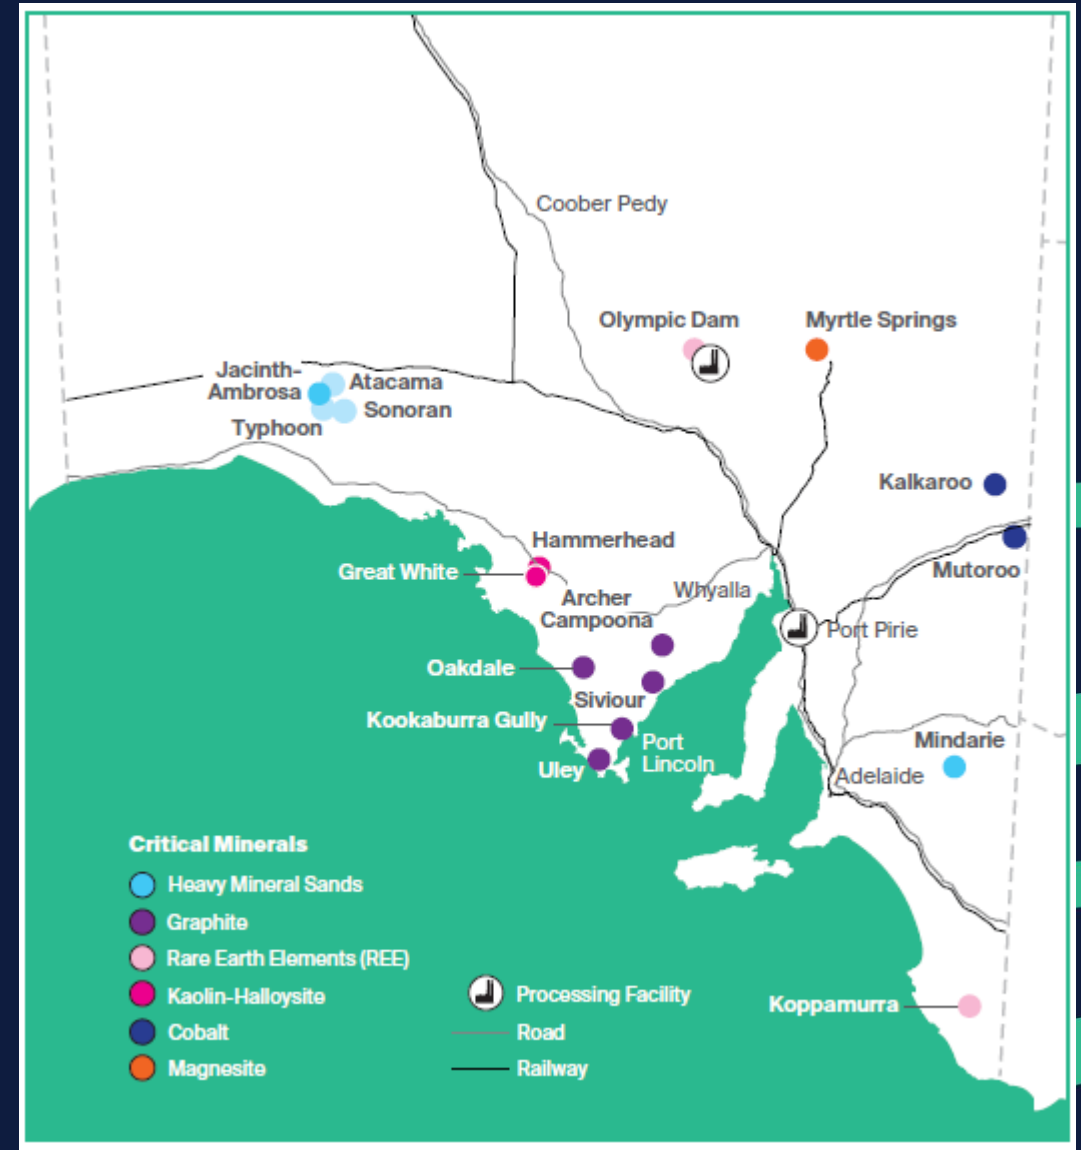 Coober Pedy
Olympic Dam
Myrtle Springs
Jacinth-
Ambrosa
Atacama
Sonoran
Typhoon
Kalkaroo
Mutoroo
Hammerhead
Great White
Archer
Campoona
Whyalla
Port Pirie
Oakdale
Siviour
Kookaburra Gully
Port
Lincoln
Uley
Mindarie
Adelaide
Critical Minerals
Heavy Mineral Sands
Graphite
Rare Earth Elements (REE)
Kaolin-Halloysite
Cobalt
Magnesite
Processing Facility
Road
Railway
Koppamurra